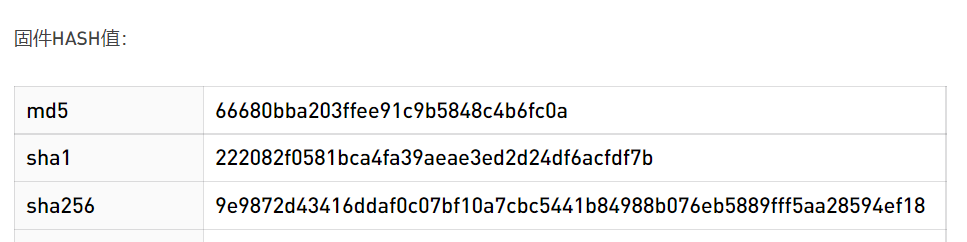 固件HASH值：
md5 66680bba203ffee91c9b5848c4b6fc0a
sha1 222082f0581bca4fa39aeae3ed2d24df6acfdf7b
sha256 9e9872d43416ddaf0c07bf10a7cbc5441b84988b076eb5889fff5aa28594ef18